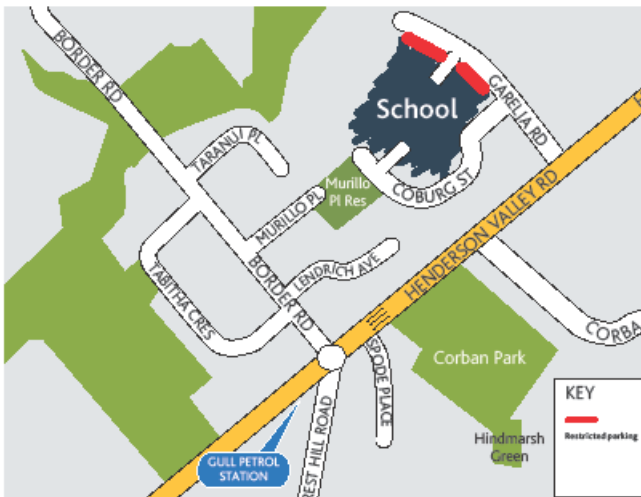 BORDER RD
TARANUI PL
School
GARELJA RD
Murillo
Pl Res
COBURG ST
MURILLO PL
HENDERSON VALLEY RD
BORDER RD
LENDRICH AVE
TABITHA CRES
SPODE PLACE
CORBA
Corban Park
KEY
Restricted parking
Hindmarsh
Green
GULL PETROL
STATION
REST HILL ROAD